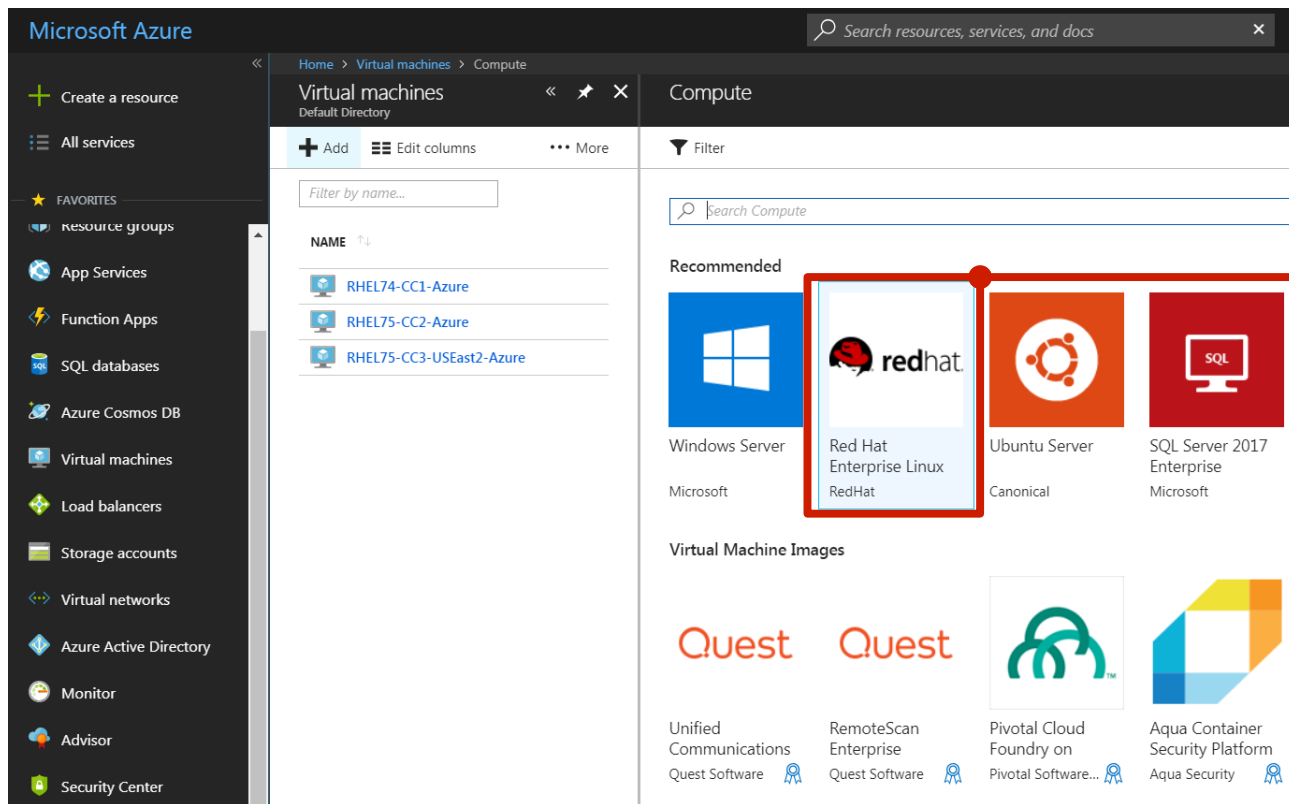 Microsoft Azure
Search resources, services, and docs
Create a resource
All services
FAVORITES
Resource groups
App Services
Function Apps
SQL
SQL databases
Azure Cosmos DB
Virtual machines
Load balancers
Storage accounts
Virtual networks
Azure Active Directory
Monitor
Advisor
Security Center
Home > Virtual machines > Compute
Virtual machines
Default Directory
Add Edit columns ••• More
Filter by name...
NAME
RHEL74-CC1-Azure
RHEL75-CC2-Azure
RHEL75-CC3-USEast2-Azure
Compute
Filter
Search Compute
Recommended
redhat.
SQL
Windows Server
Microsoft
Red Hat
Enterprise Linux
RedHat
Ubuntu Server
Canonical
SQL Server 2017
Enterprise
Microsoft
Virtual Machine Images
Quest
Quest
TM
Unified
Communications
Quest Software
RemoteScan
Enterprise
Quest Software
Pivotal Cloud
Foundry on
Pivotal Software...
Aqua Container
Security Platform
Aqua Security